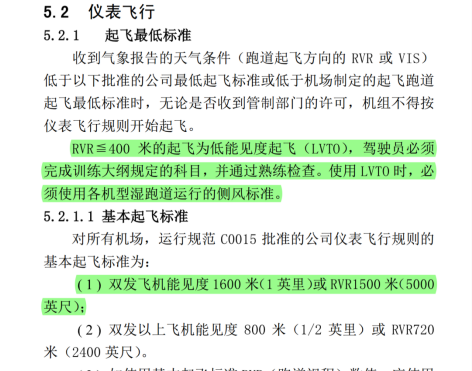 5.2 仪表飞行
5.2.1 起飞最低标准
收到气象报告的天气条件（跑道起飞方向的 RVR 或 VIS）
低于以下批准的公司最低起飞标准或低于机场制定的起飞跑道
起飞最低标准时，无论是否收到管制部门的许可，机组不得按
仪表飞行规则开始起飞。
RVR≦400 米的起飞为低能见度起飞（LVTO），驾驶员必须
完成训练大纲规定的科目，并通过熟练检查。使用 LVTO 时，必
须使用各机型湿跑道运行的侧风标准。
5.2.1.1 基本起飞标准
对所有机场，运行规范 C0015 批准的公司仪表飞行规则的
基本起飞标准为：
（1）双发飞机能见度 1600 米(1 英里)或 RVR1500 米(5000
英尺)；
（2）双发以上飞机能见度 800 米（1/2 英里）或 RVR720
米（2400 英尺）。